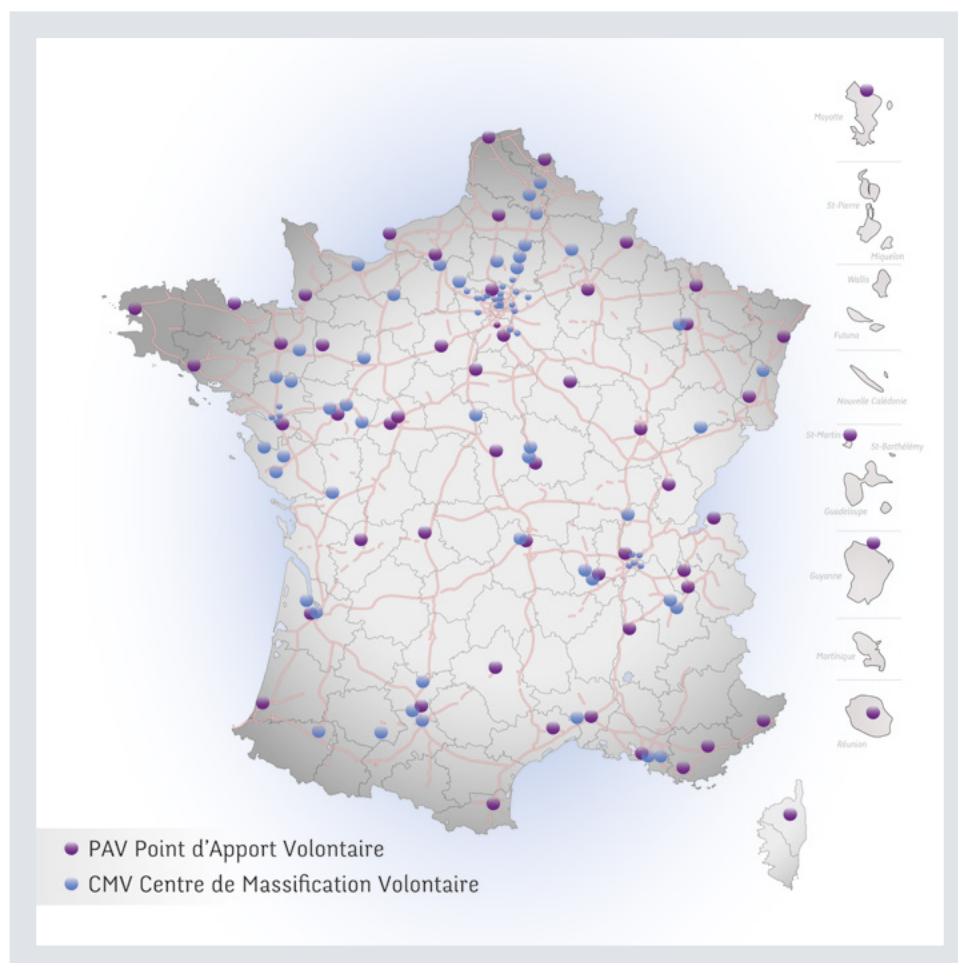 Mayotte
St-Pierre
Miquelon
Wallis
Futuna
Nouvelle Calédonie
St-Martin
St-Barthélémy
Guadeloupe
Guyanne
Martinique
Réunion
PAV Point d'Apport Volontaire
CMV Centre de Massification Volontaire